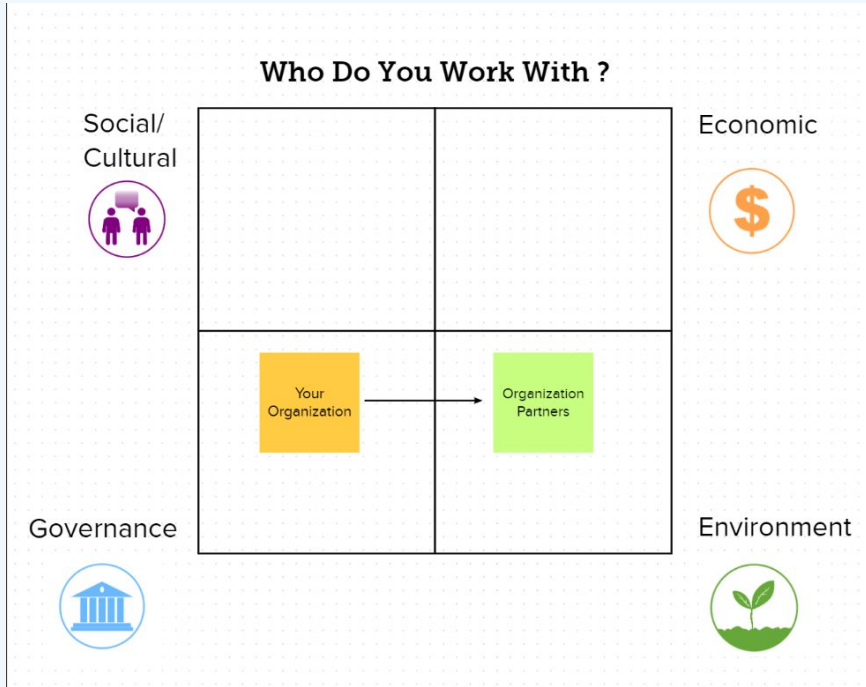 Who Do You Work With ?
Social/
Cultural
Economic
$
Your
Organization
Organization
Partners
Governance
Environment